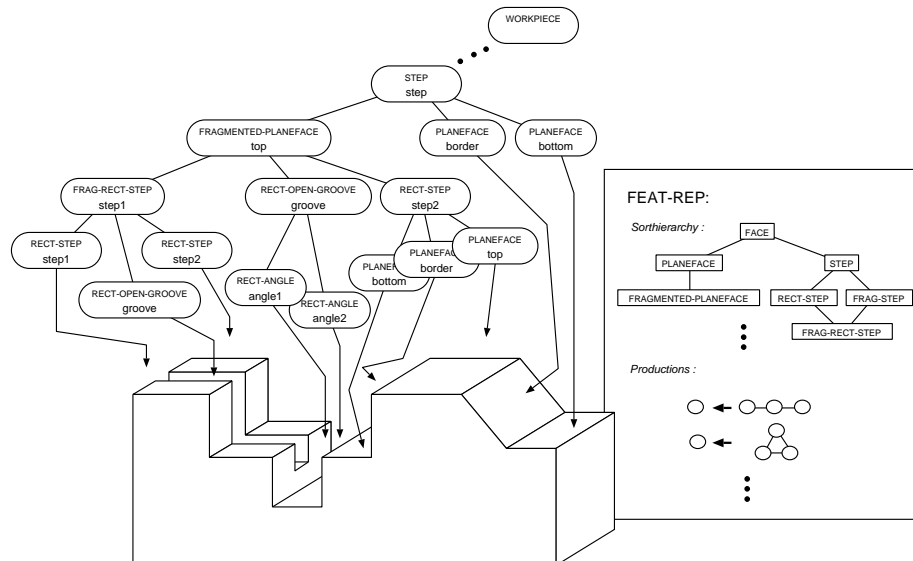 WORKPIECE
STEP
step
FRAGMENTED-PLANEFACE
top
PLANEFACE
border
PLANEFACE
bottom
FRAG-RECT-STEP
step1
RECT-OPEN-GROOVE
groove
RECT-STEP
step2
RECT-STEP
step1
RECT-STEP
step2
PLANEFACE
top
PLANEFAC
border
PLANEF
bottom
RECT-OPEN-GROOVE
groove
RECT-ANGLE
angle1
RECT-ANGLE
angle2
FEAT-REP:
Sorthierarchy :
FACE
PLANEFACE
STEP
FRAGMENTED-PLANEFACE
RECT-STEP
FRAG-STEP
FRAG-RECT-STEP
Productions :